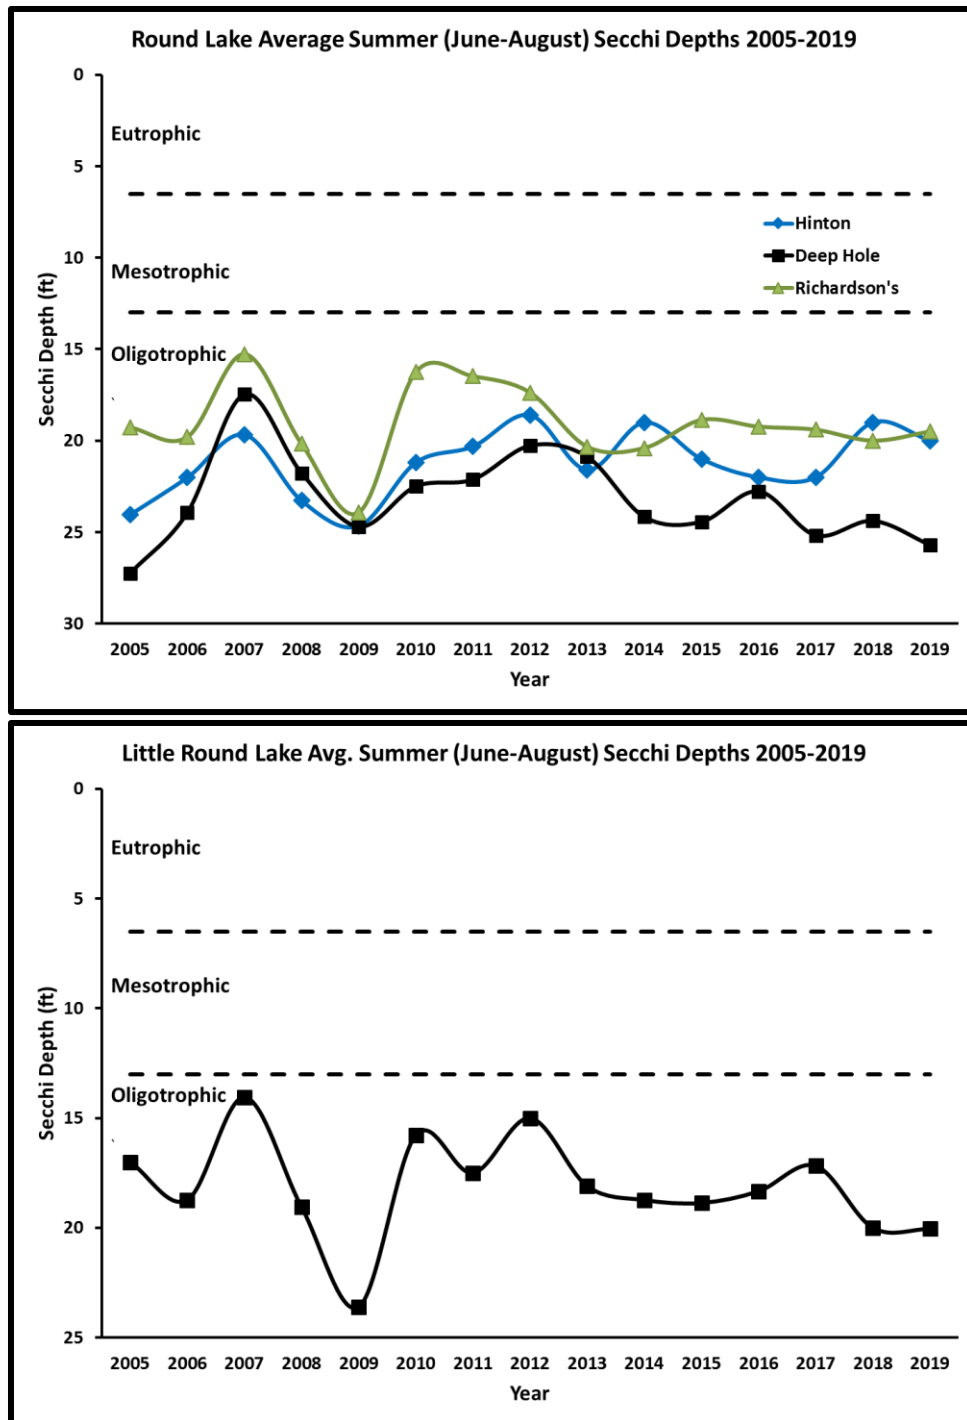 Round Lake Average Summer (June-August) Secchi Depths 2005-2019
0
Eutrophic
5
Hinton
Deep Hole
10
Mesotrophic
Richardson's
Secchi Depth (ft)
15
Oligotrophic
20
25
30
2005 2006 2007 2008 2009 2010 2011 2012 2013 2014 2015 2016 2017 2018 2019
Year
Little Round Lake Avg. Summer (June-August) Secchi Depths 2005-2019
0
Eutrophic
5
Mesotrophic
10
Secchi Depth (ft)
Oligotrophic
15
20
25
2005 2006 2007 2008 2009 2010 2011 2012 2013 2014 2015 2016 2017 2018 2019
Year